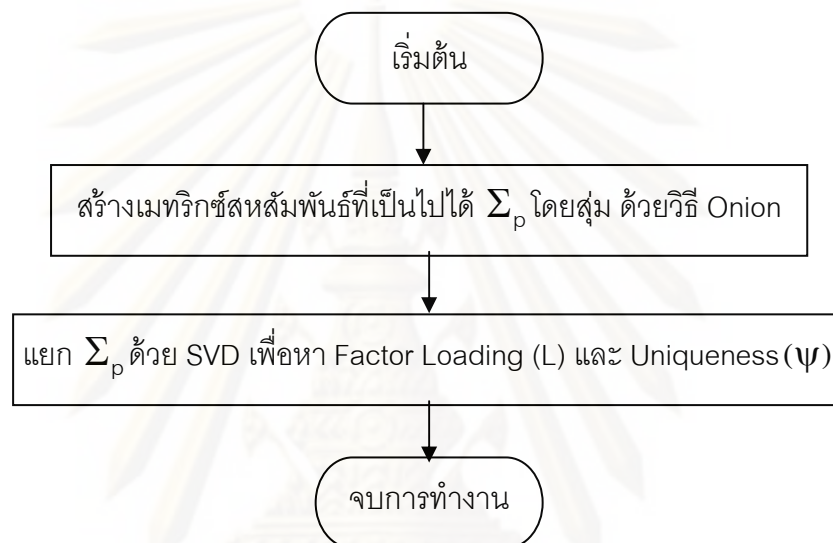 เริ่มต้น
สร้างเมทริกซ์สหสัมพันธ์ที่เป็นไปได้ Σp โดยสุ่ม ด้วยวิธี Onion
แยก Σp ด้วย SVD เพื่อหา Factor Loading (L) และ Uniqueness(ψ)
จบการทำงาน